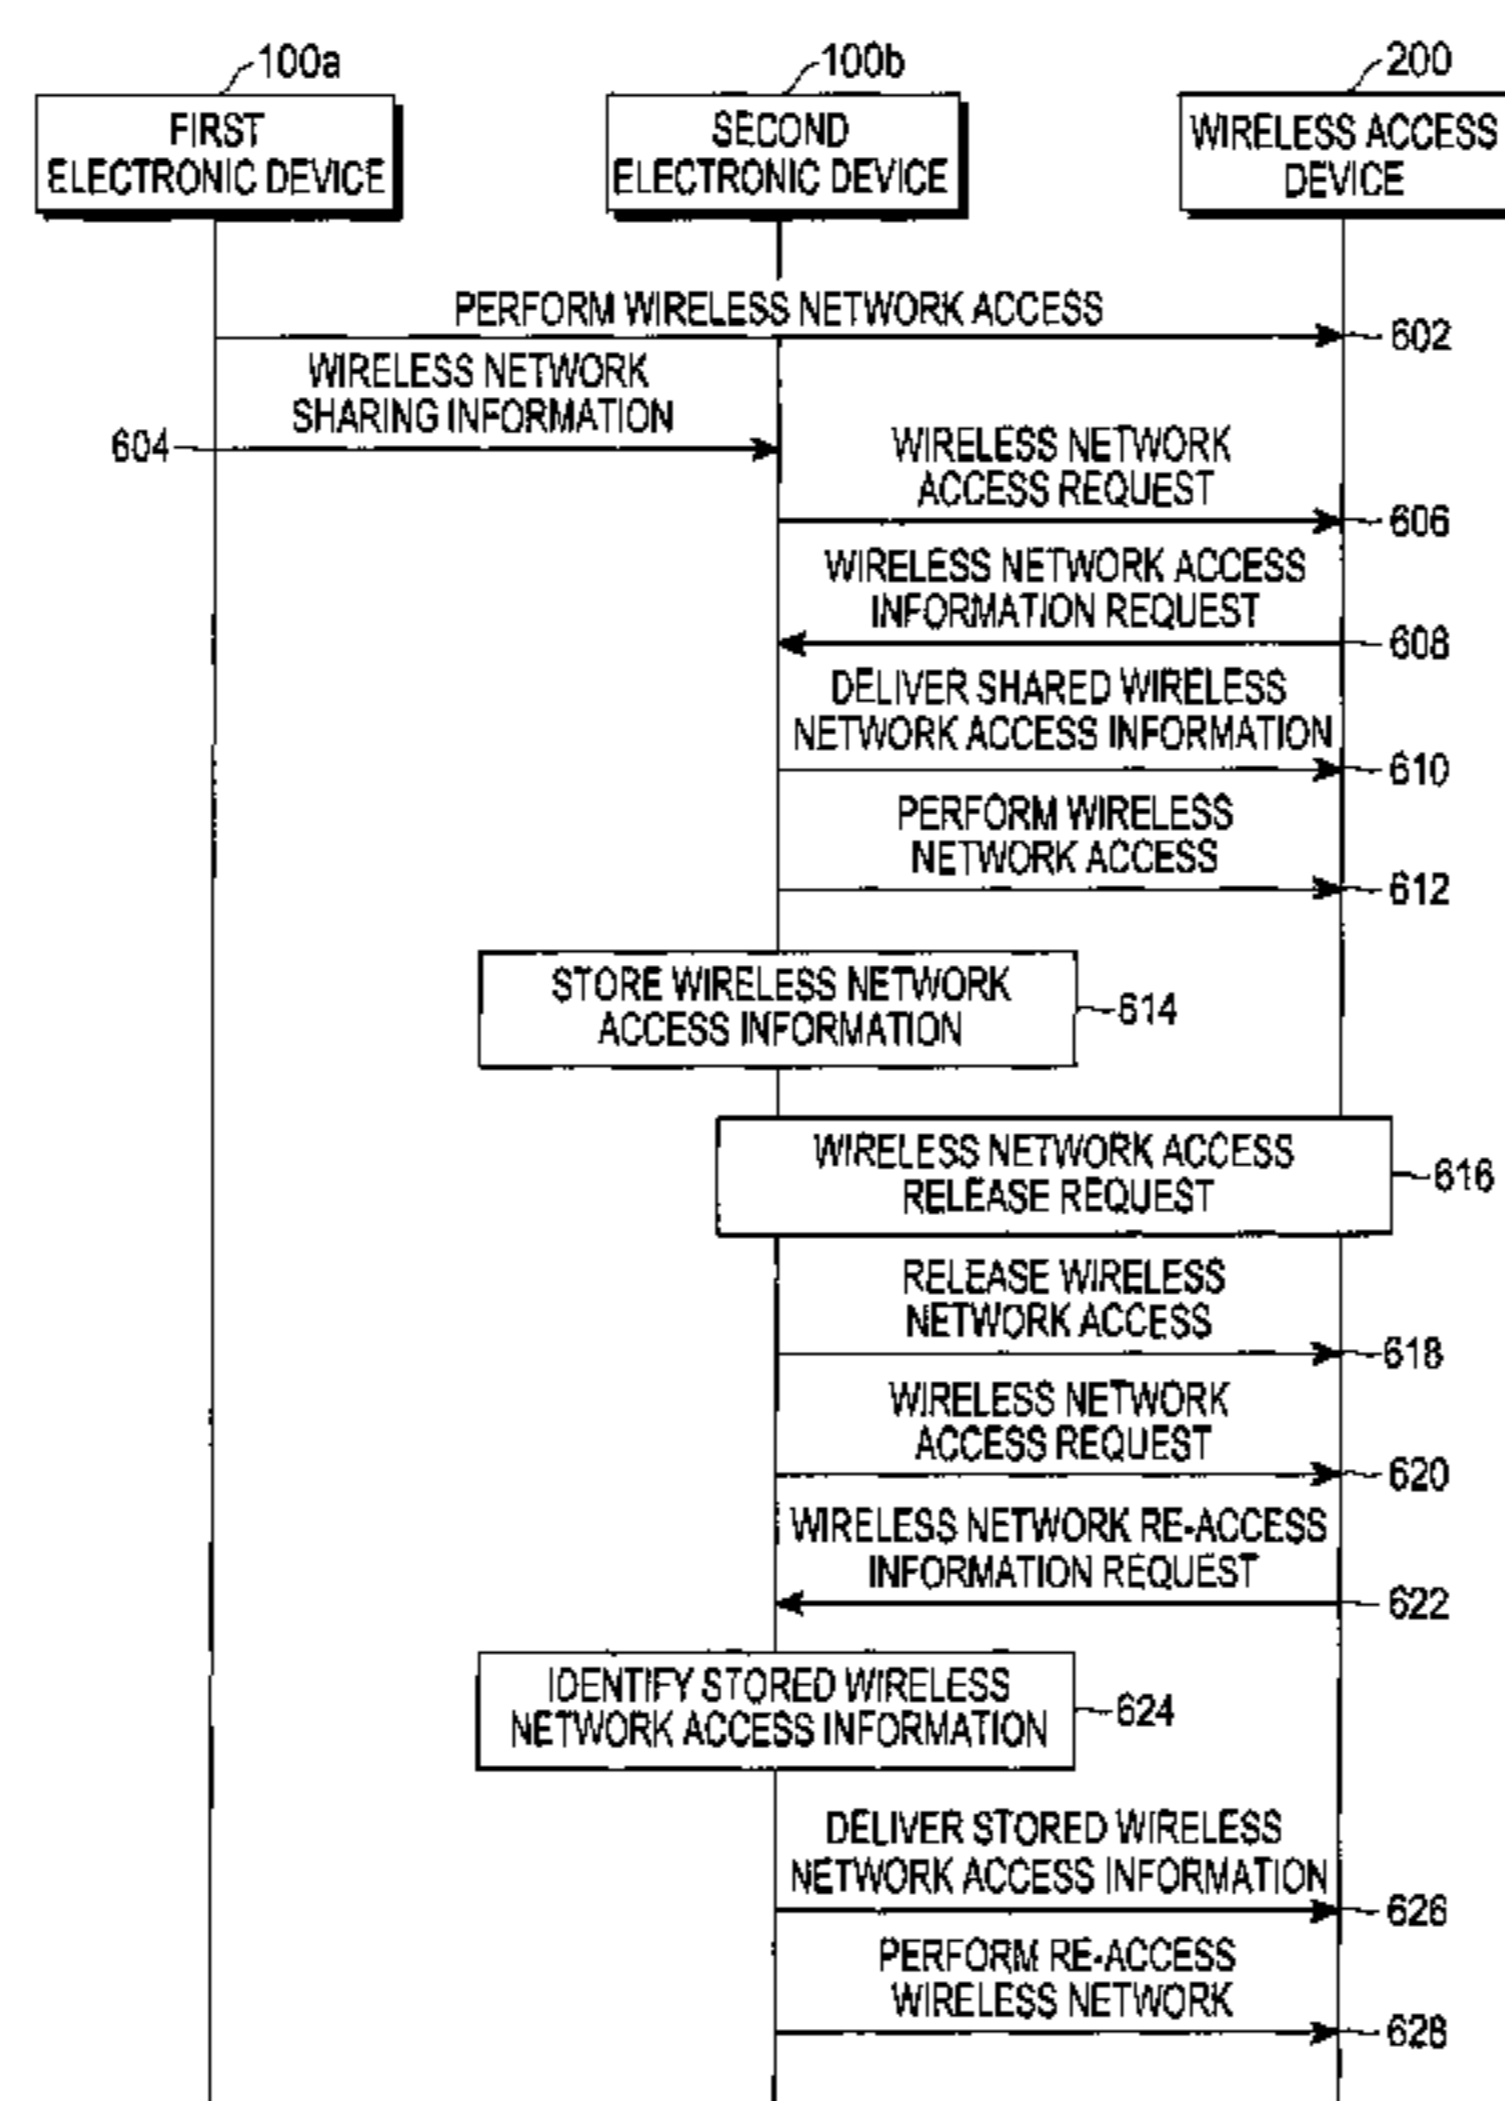 100a
100b
200
FIRST
ELECTRONIC DEVICE
SECOND
ELECTRONIC DEVICE
WIRELESS ACCESS
DEVICE
PERFORM WIRELESS NETWORK ACCESS
602
WIRELESS NETWORK
SHARING INFORMATION
604
WIRELESS NETWORK
ACCESS REQUEST
606
WIRELESS NETWORK ACCESS
INFORMATION REQUEST
608
DELIVER SHARED WIRELESS
NETWORK ACCESS INFORMATION
610
PERFORM WIRELESS
NETWORK ACCESS
612
STORE WIRELESS NETWORK
ACCESS INFORMATION
614
WIRELESS NETWORK ACCESS
RELEASE REQUEST
616
RELEASE WIRELESS
NETWORK ACCESS
618
WIRELESS NETWORK
ACCESS REQUEST
620
WIRELESS NETWORK RE-ACCESS
INFORMATION REQUEST
622
IDENTIFY STORED WIRELESS
NETWORK ACCESS INFORMATION
624
DELIVER STORED WIRELESS
NETWORK ACCESS INFORMATION
626
PERFORM RE-ACCESS
WIRELESS NETWORK
628